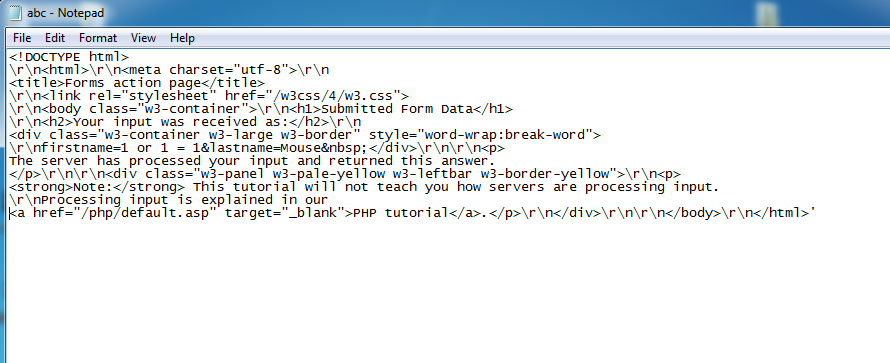 abc - Notepad
File Edit Format View Help
<!DOCTYPE html>
\r\n<html>\r\n<meta charset="utf-8">\r\n
<title>Forms action page</title>
\r\n<link rel="stylesheet" href="/w3css/4/w3.css">
\r\n<body class="w3-container">\r\n<h1>Submitted Form Data</h1>
\r\n<h2>Your input was received as:</h2>\r\n
<div class="w3-container w3-large w3-border" style="word-wrap:break-word">
\r\nfirstname=1 or 1 = 1&lastname=Mouse&nbsp;</div>\r\n\r\n<p>
The server has processed your input and returned this answer.
</p>\r\n\r\n<div class="w3-panel w3-pale-yellow w3-leftbar w3-border-yellow">\r\n<p>
<strong>Note:</strong> This tutorial will not teach you how servers are processing input.
\r\nProcessing input is explained in our
<a href="/php/default.asp" target="_blank">PHP tutorial</a>.</p>\r\n</div>\r\n\r\n</body>\r\n</html>'